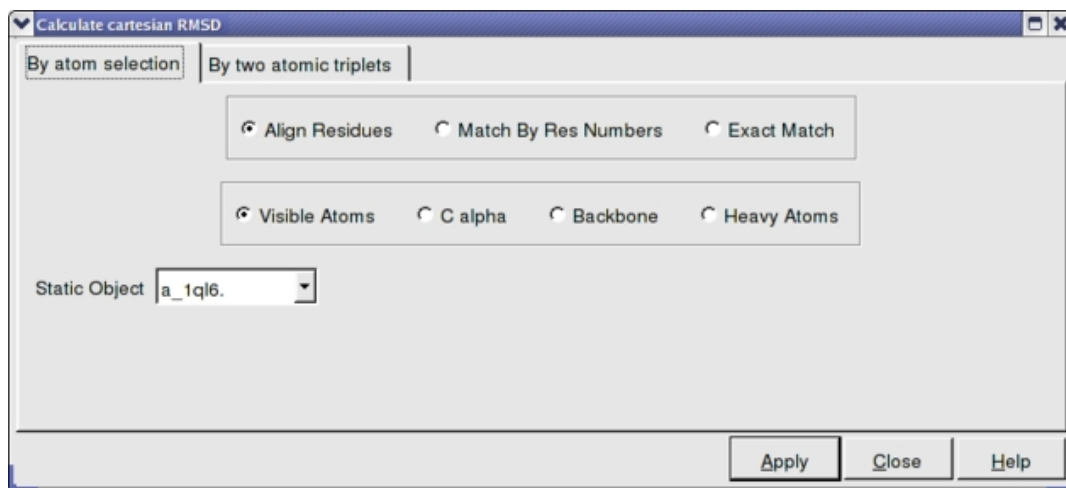 Calculate cartesian RMSD
By atom selection By two atomic triplets
Align Residues Match By Res Numbers Exact Match
Visible Atoms C alpha Backbone Heavy Atoms
Static Object a_1ql6.
Apply Close Help